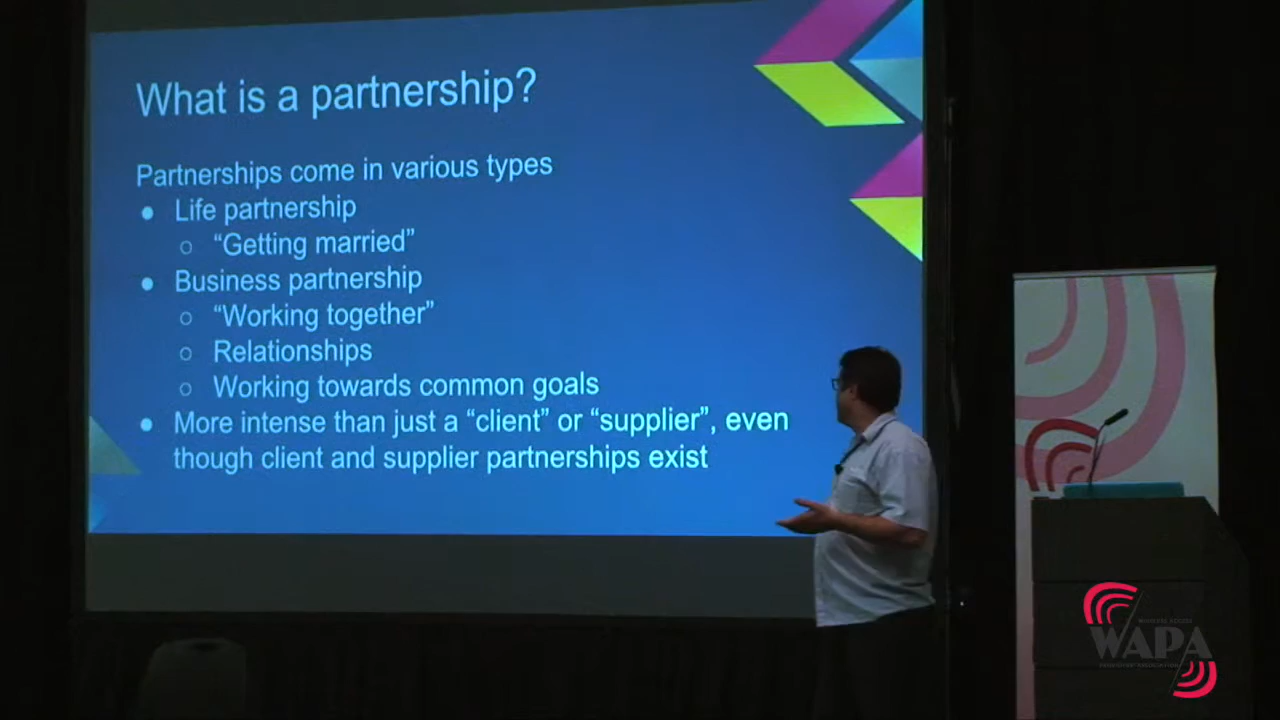 What is a partnership?
Partnerships come in various types
● Life partnership
○ “Getting married”
● Business partnership
○ “Working together”
○ Relationships
○ Working towards common goals
● More intense than just a “client” or “supplier”, even
though client and supplier partnerships exist
WAPA